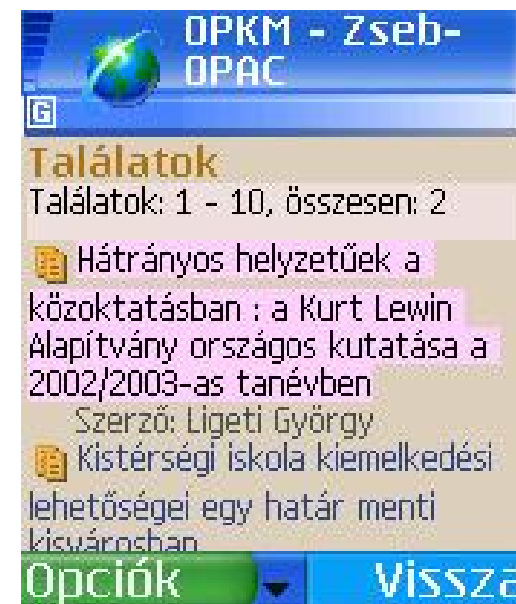 OPKM - Zseb-
OPAC
G
Találatok
Találatok: 1 - 10, összesen: 2
Hátrányos helyzetűek a
közoktatásban : a Kurt Lewin
Alapítvány országos kutatása a
2002/2003-as tanévben
Szerző: Ligeti György
Kistérségi iskola kiemelkedési
lehetőségei egy határ menti
kisvárosban
Opciók
Vissza